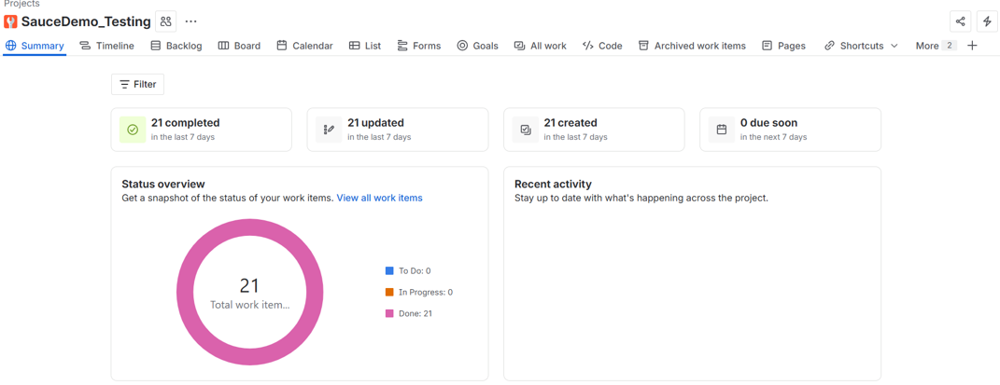 Projects
SauceDemo_Testing
Summary Timeline Backlog Board Calendar List Forms Goals All work Code Archived work items Pages Shortcuts More 2
Filter
21 completed
in the last 7 days
21 updated
in the last 7 days
21 created
in the last 7 days
0 due soon
in the next 7 days
Status overview
Get a snapshot of the status of your work items. View all work items
21
Total work item...
To Do: 0
In Progress: 0
Done: 21
Recent activity
Stay up to date with what's happening across the project.